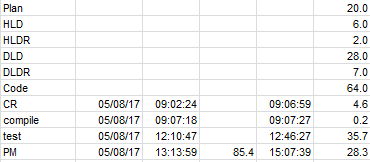 Plan 20.0
HLD 6.0
HLDR 2.0
DLD 28.0
DLDR 7.0
Code 64.0
CR 05/08/17 09:02:24 09:06:59 4.6
compile 05/08/17 09:07:18 09:07:27 0.2
test 05/08/17 12:10:47 12:46:27 35.7
PM 05/08/17 13:13:59 85.4 15:07:39 28.3